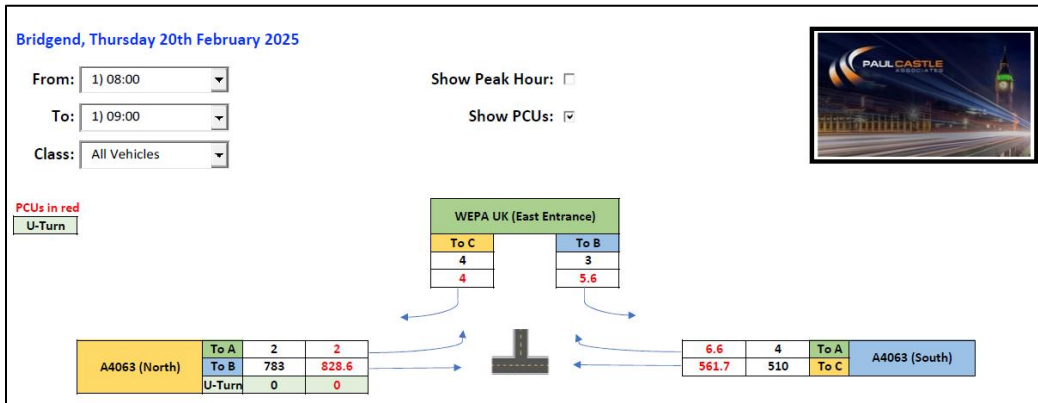 Bridgend, Thursday 20th February 2025
PAUL CASTLE
ASSOCIATES
From: 1) 08:00
Show Peak Hour:
To: 1) 09:00
Show PCUs:
Class: All Vehicles
PCUs in red
U-Turn
WEPA UK (East Entrance)
To C To B
4 3
4 5.6
A4063 (North)
To A 2 2
To B 783 828.6
U-Turn 0 0
6.6 4 To A
561.7 510 To C
A4063 (South)